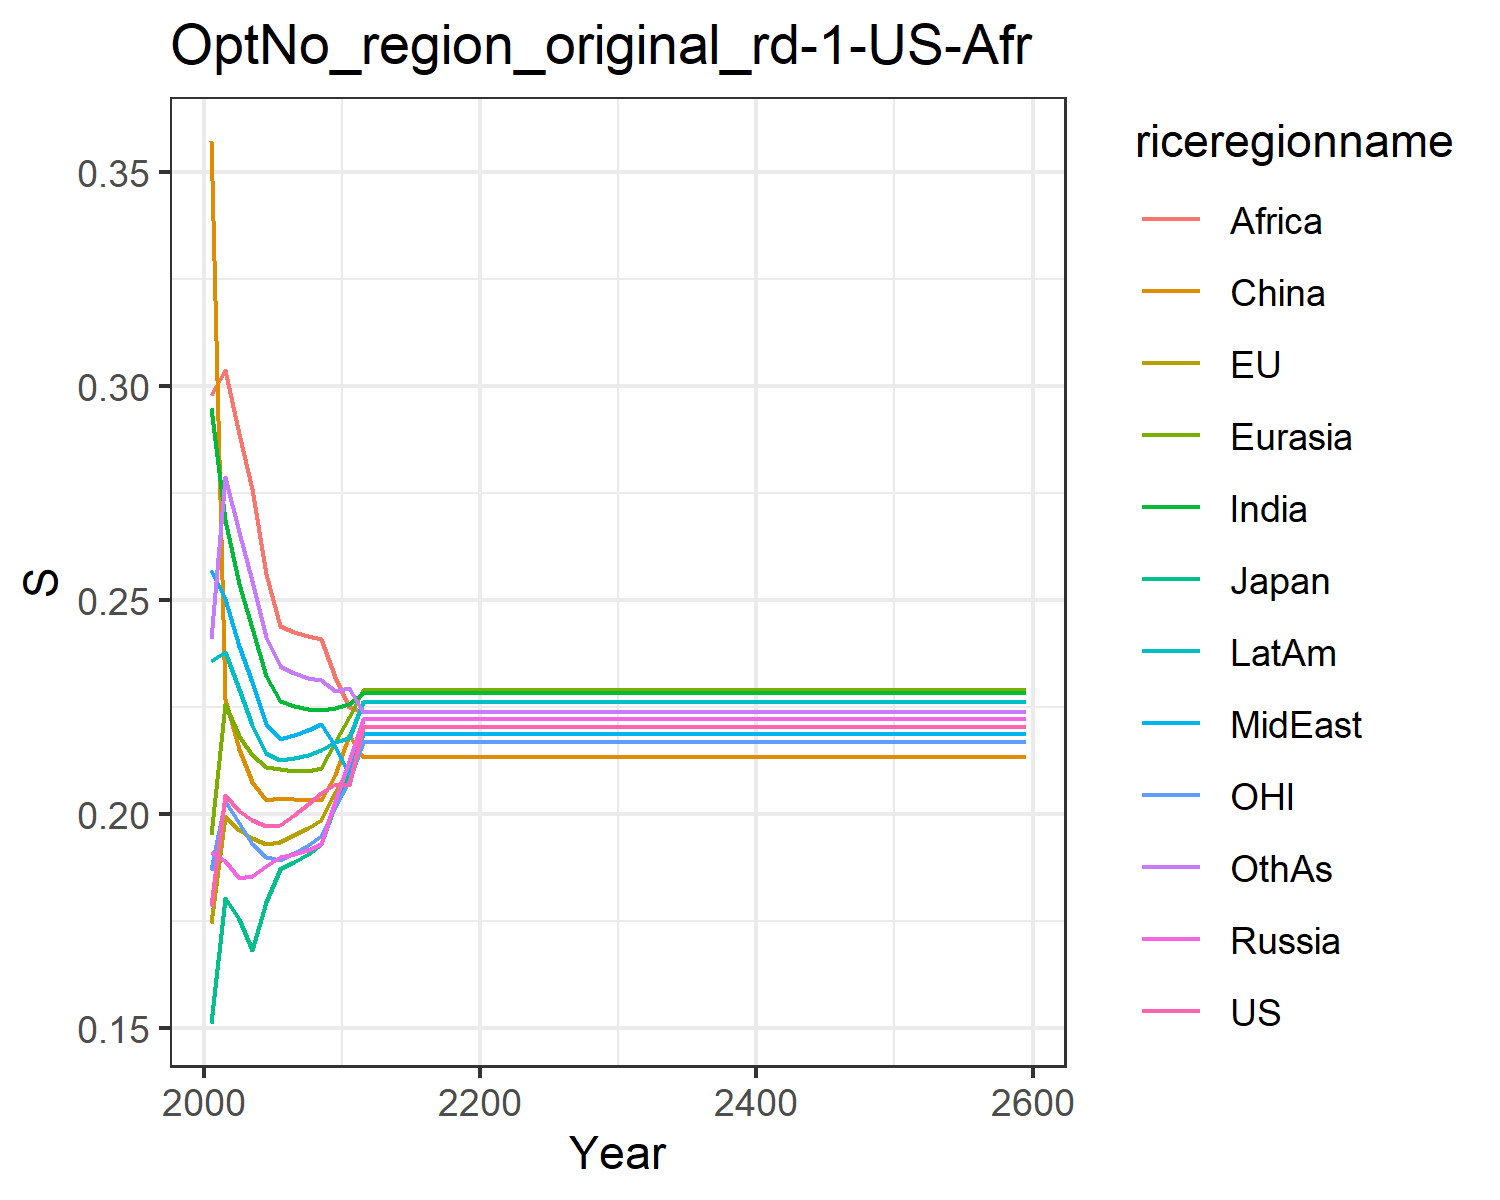 OptNo_region_original_rd-1-US-Afr
riceregionname
Africa
China
EU
Eurasia
India
Japan
LatAm
MidEast
OHI
OthAs
Russia
US
S
0.35
0.30
0.25
0.20
0.15
2000
2200
2400
2600
Year